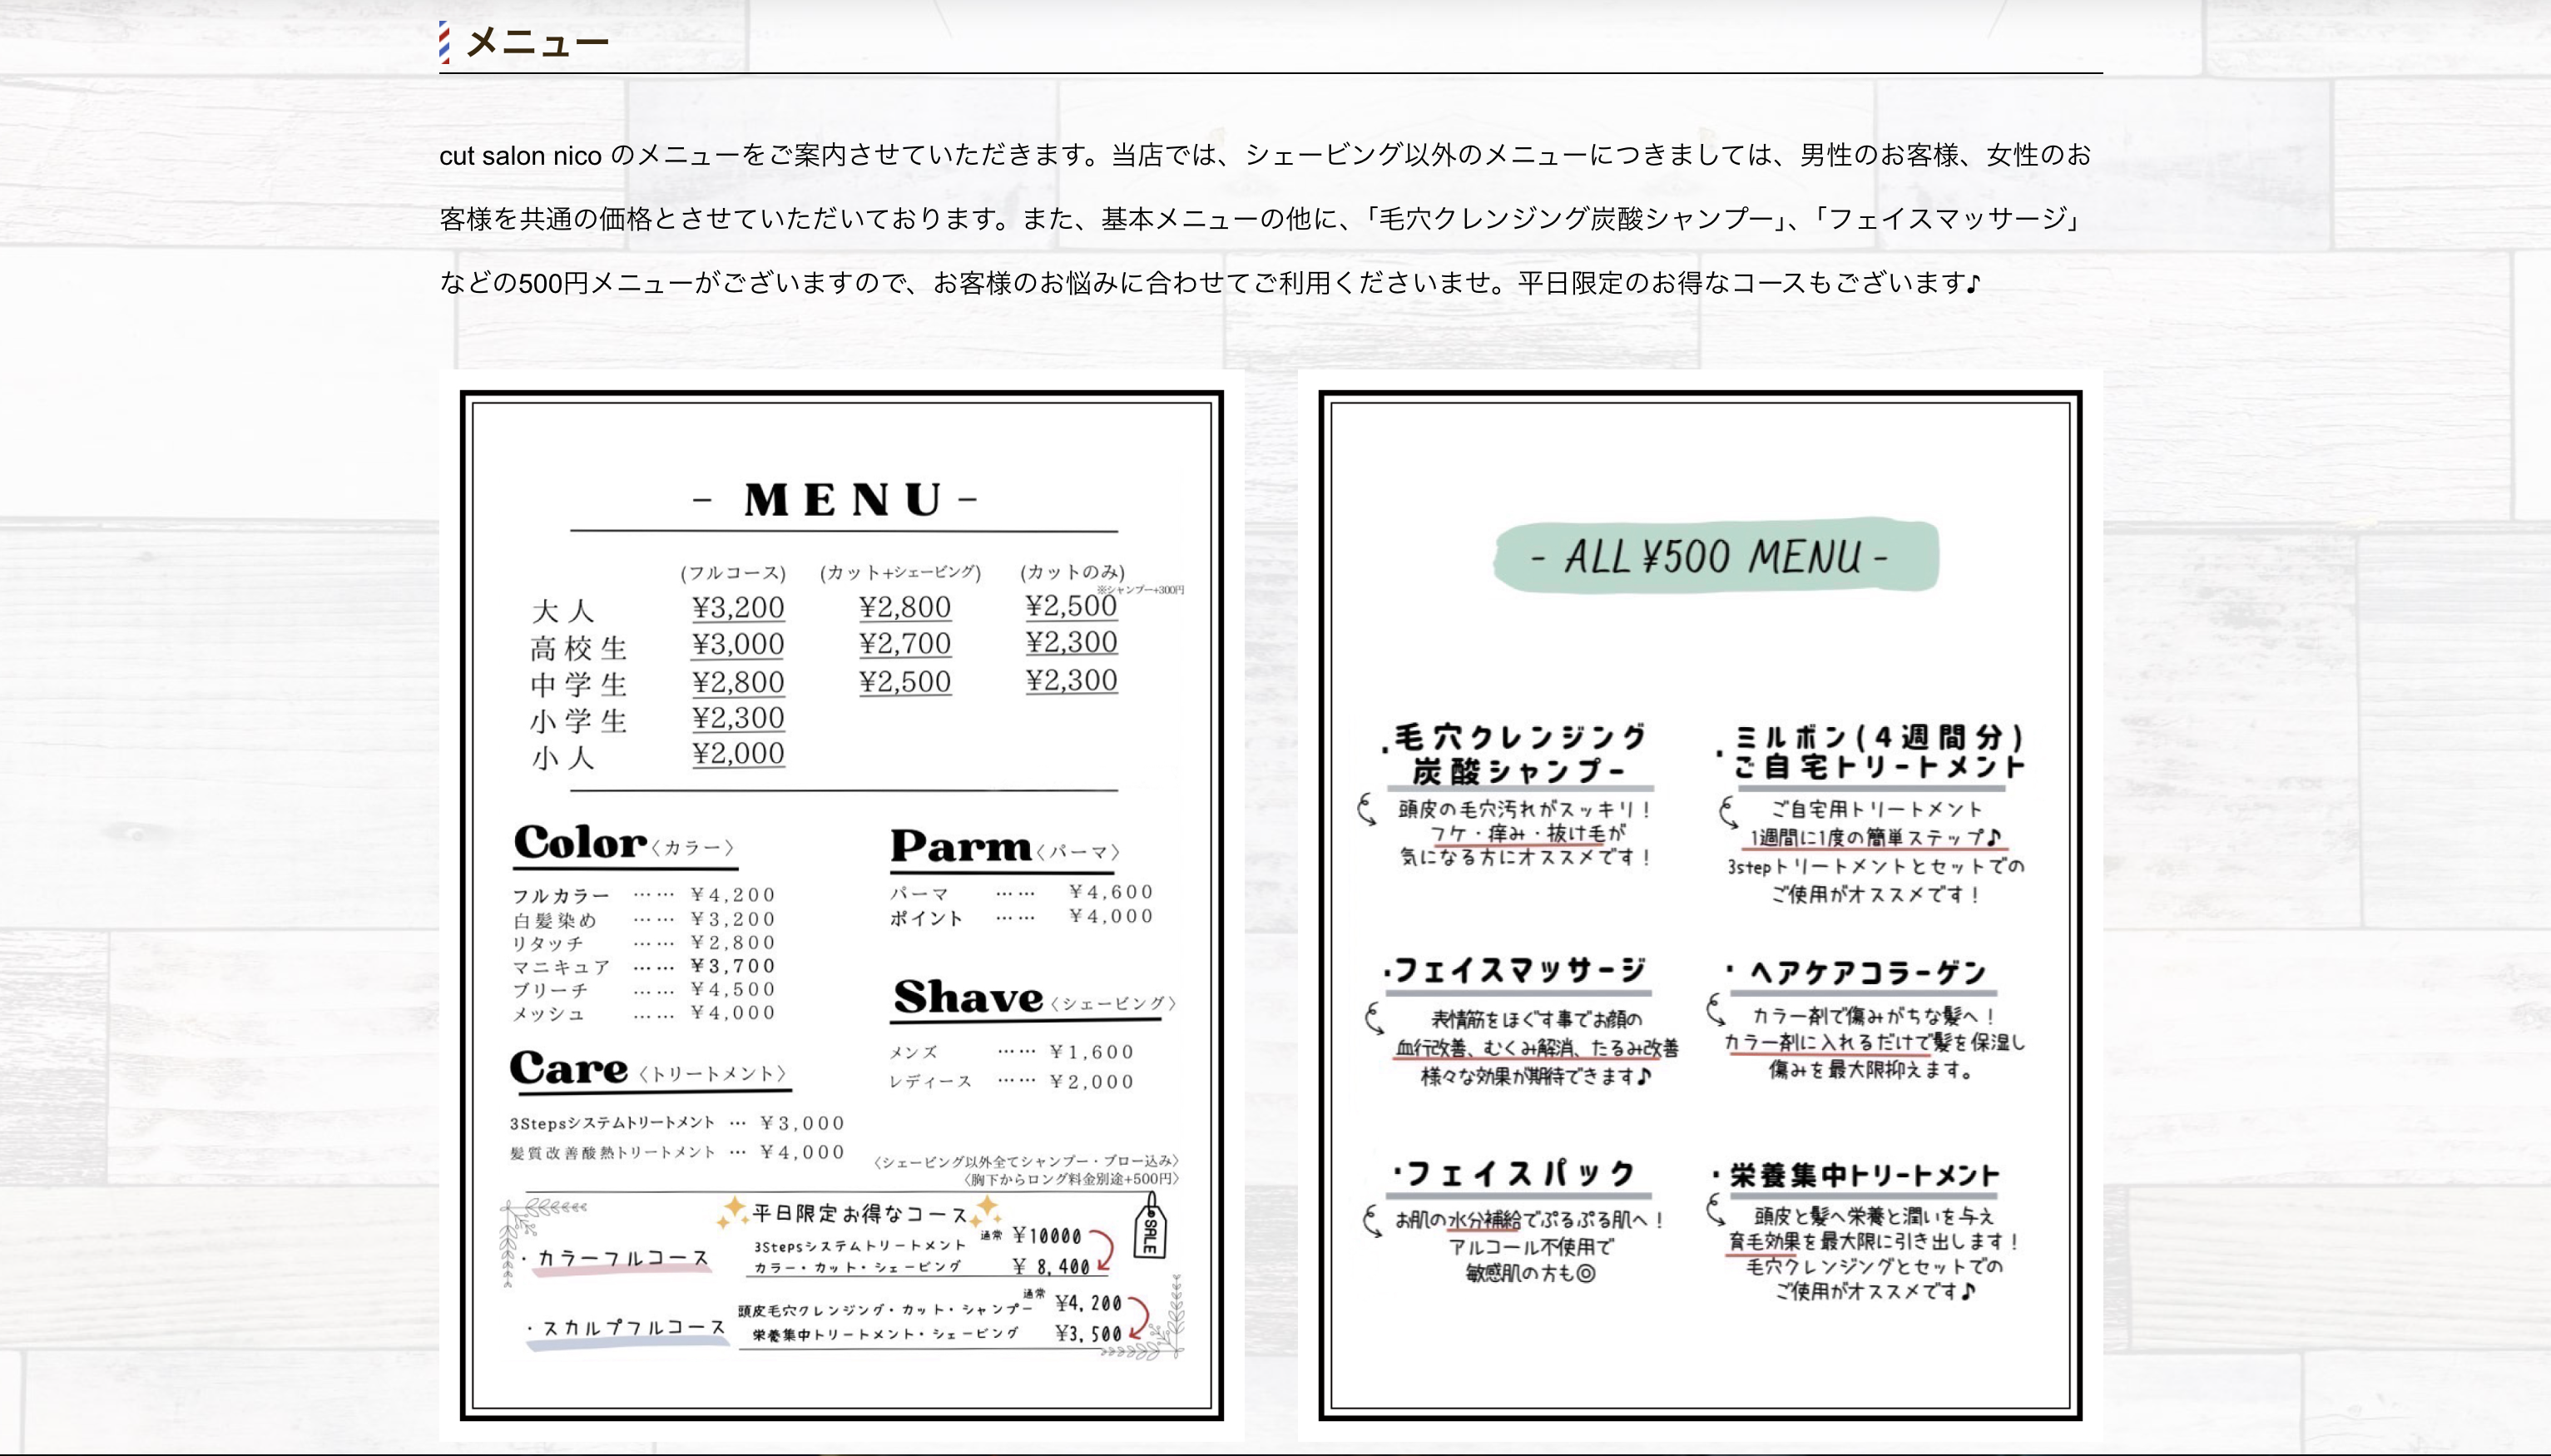 メニュー
cut salon nico のメニューをご案内させていただきます。当店では、シェービング以外のメニューにつきましては、男性のお客様、女性のお
客様を共通の価格とさせていただいております。また、基本メニューの他に、「毛穴クレンジング炭酸シャンプー」、「フェイスマッサージ」
などの500円メニューがございますので、お客様のお悩みに合わせてご利用くださいませ。平日限定のお得なコースもございます♪
- MENU -
(フルコース) (カット+シェービング) (カットのみ)
※シャンプー+300円
大人 ¥3,200 ¥2,800 ¥2,500
高校生 ¥3,000 ¥2,700 ¥2,300
中学生 ¥2,800 ¥2,500 ¥2,300
小学生 ¥2,300
小人 ¥2,000
Color〈カラー〉
フルカラー …… ¥4,200
白髪染め …… ¥3,200
リタッチ …… ¥2,800
マニキュア …… ¥3,700
ブリーチ …… ¥4,500
メッシュ …… ¥4,000
Parm〈パーマ〉
パーマ …… ¥4,600
ポイント …… ¥4,000
Shave〈シェービング〉
メンズ …… ¥1,600
レディース …… ¥2,000
Care〈トリートメント〉
3Stepsシステムトリートメント … ¥3,000
髪質改善酸熱トリートメント … ¥4,000
〈シェービング以外全てシャンプー・ブロー込み〉
〈胸下からロング料金別途+500円〉
平日限定お得なコース
SALE
・カラーフルコース
3Stepsシステムトリートメント 通常 ¥10000
カラー・カット・シェービング ¥ 8,400
・スカルプフルコース
頭皮毛穴クレンジング・カット・シャンプー 通常 ¥4,200
栄養集中トリートメント・シェービング ¥3,500
- ALL ¥500 MENU -
・毛穴クレンジング
炭酸シャンプー
頭皮の毛穴汚れがスッキリ！
フケ・痒み・抜け毛が
気になる方にオススメです！
・ミルボン(4週間分)
ご自宅トリートメント
ご自宅用トリートメント
1週間に1度の簡単ステップ♪
3stepトリートメントとセットでの
ご使用がオススメです！
・フェイスマッサージ
表情筋をほぐす事でお顔の
血行改善、むくみ解消、たるみ改善
様々な効果が期待できます♪
・ヘアケアコラーゲン
カラー剤で傷みがちな髪へ！
カラー剤に入れるだけで髪を保湿し
傷みを最大限抑えます。
・フェイスパック
お肌の水分補給でぷるぷる肌へ！
アルコール不使用で
敏感肌の方も◎
・栄養集中トリートメント
頭皮と髪へ栄養と潤いを与え
育毛効果を最大限に引き出します！
毛穴クレンジングとセットでの
ご使用がオススメです♪